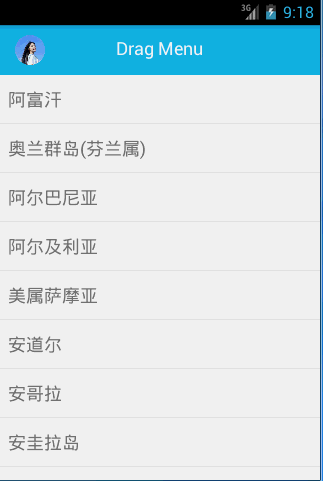 3G 9:18
Drag Menu
阿富汗
奥兰群岛(芬兰属)
阿尔巴尼亚
阿尔及利亚
美属萨摩亚
安道尔
安哥拉
安圭拉岛